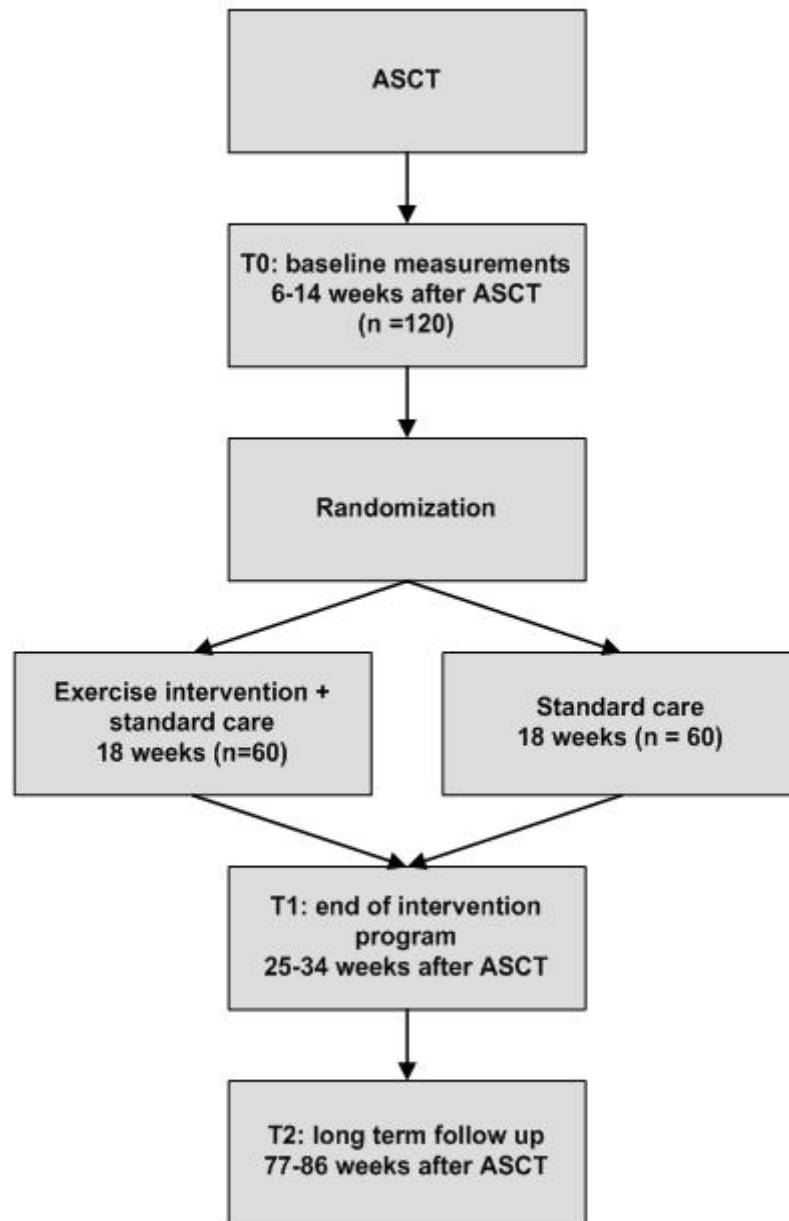 ASCT
T0: baseline measurements
6-14 weeks after ASCT
(n =120)
Randomization
Exercise intervention +
standard care
18 weeks (n=60)
Standard care
18 weeks (n = 60)
T1: end of intervention
program
25-34 weeks after ASCT
T2: long term follow up
77-86 weeks after ASCT